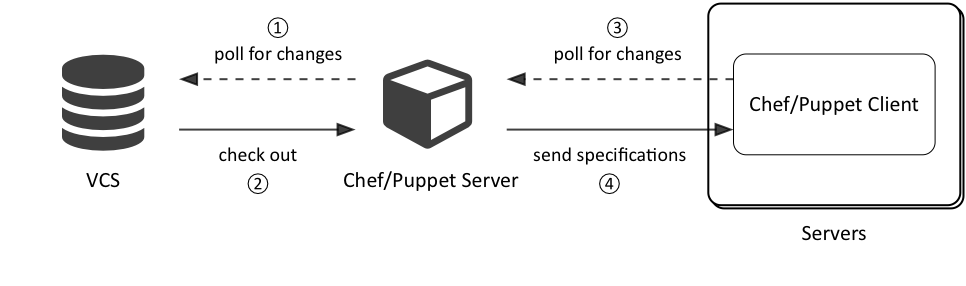 ①
poll for changes
check out
②
VCS
Chef/Puppet Server
③
poll for changes
send specifications
④
Chef/Puppet Client
Servers